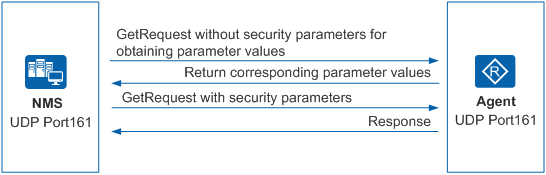 GetRequest without security parameters for
obtaining parameter values
Return corresponding parameter values
NMS
UDP Port161
GetRequest with security parameters
Response
R
Agent
UDP Port161